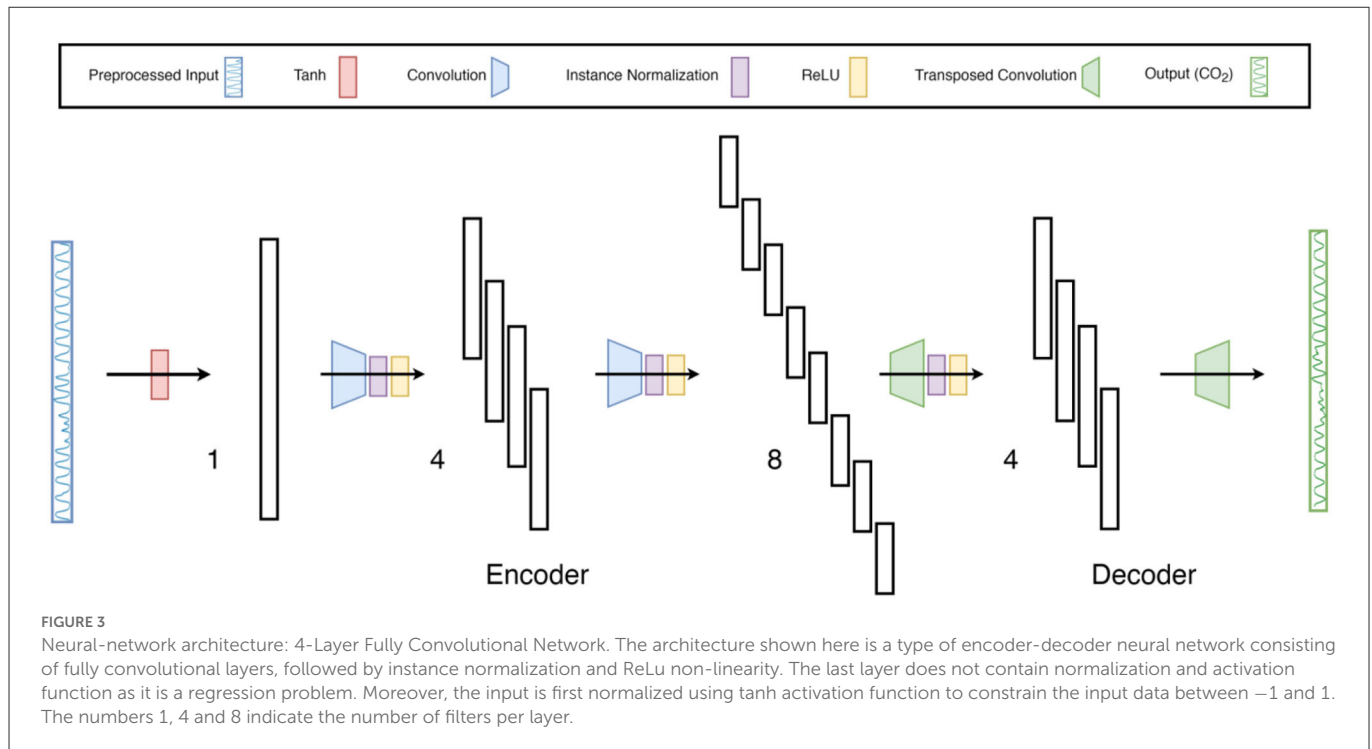 Preprocessed Input Tanh Convolution Instance Normalization ReLU Transposed Convolution Output (CO₂)
1 4 8 4
Encoder Decoder
FIGURE 3
Neural-network architecture: 4-Layer Fully Convolutional Network. The architecture shown here is a type of encoder-decoder neural network consisting
of fully convolutional layers, followed by instance normalization and ReLu non-linearity. The last layer does not contain normalization and activation
function as it is a regression problem. Moreover, the input is first normalized using tanh activation function to constrain the input data between −1 and 1.
The numbers 1, 4 and 8 indicate the number of filters per layer.